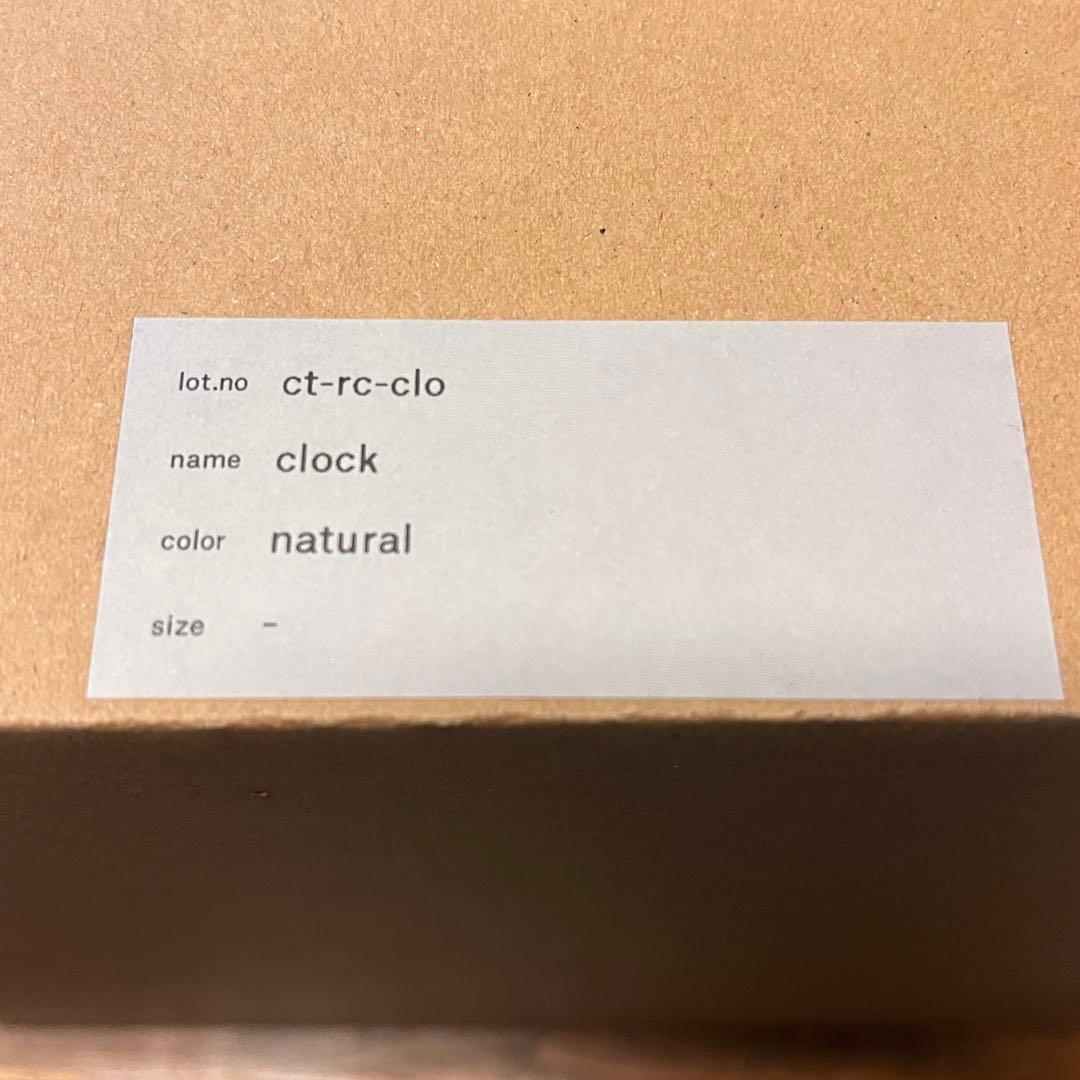 lot.no ct-rc-clo
name clock
color natural
size -